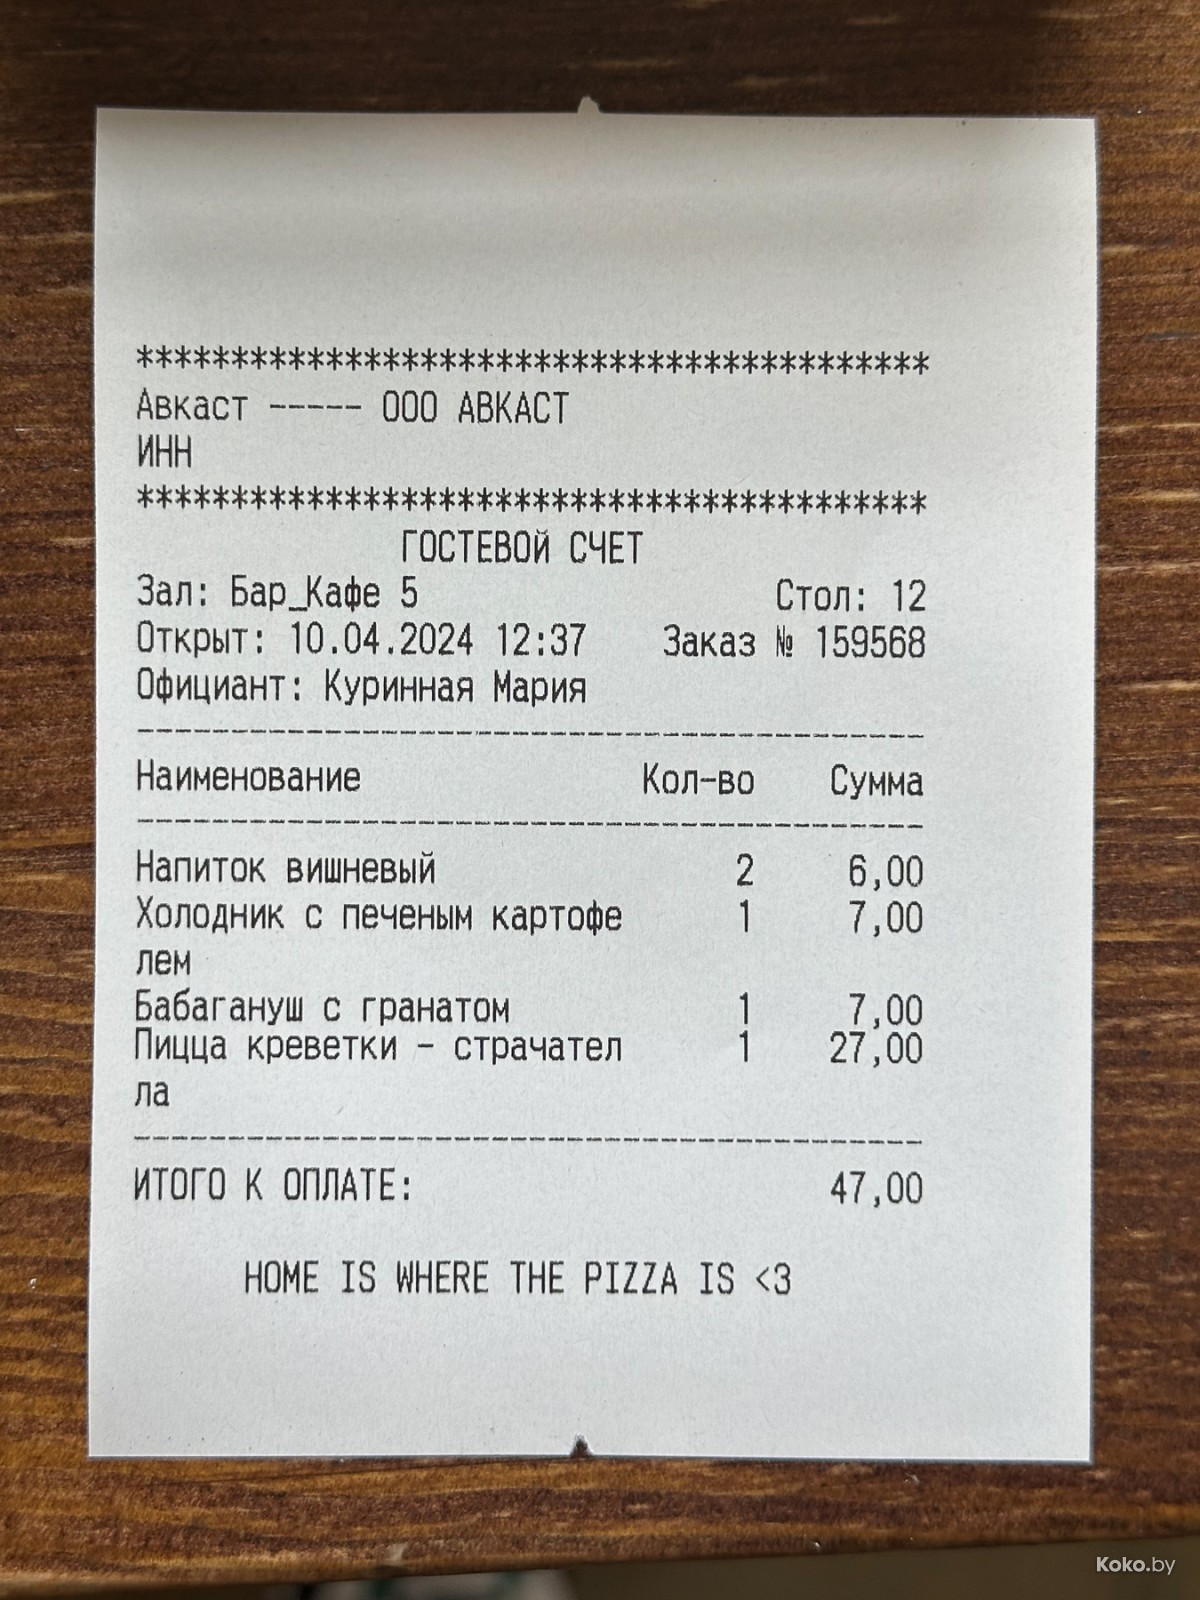 ******************************************
Авкаст ----- ООО АВКАСТ
ИНН
******************************************
ГОСТЕВОЙ СЧЕТ
Зал: Бар_Кафе 5 Стол: 12
Открыт: 10.04.2024 12:37 Заказ № 159568
Официант: Куринная Мария
------------------------------------------
Наименование Кол-во Сумма
------------------------------------------
Напиток вишневый 2 6,00
Холодник с печеным картофе 1 7,00
лем
Бабагануш с гранатом 1 7,00
Пицца креветки - страчател 1 27,00
ла
------------------------------------------
ИТОГО К ОПЛАТЕ: 47,00
HOME IS WHERE THE PIZZA IS <3
Koko.by